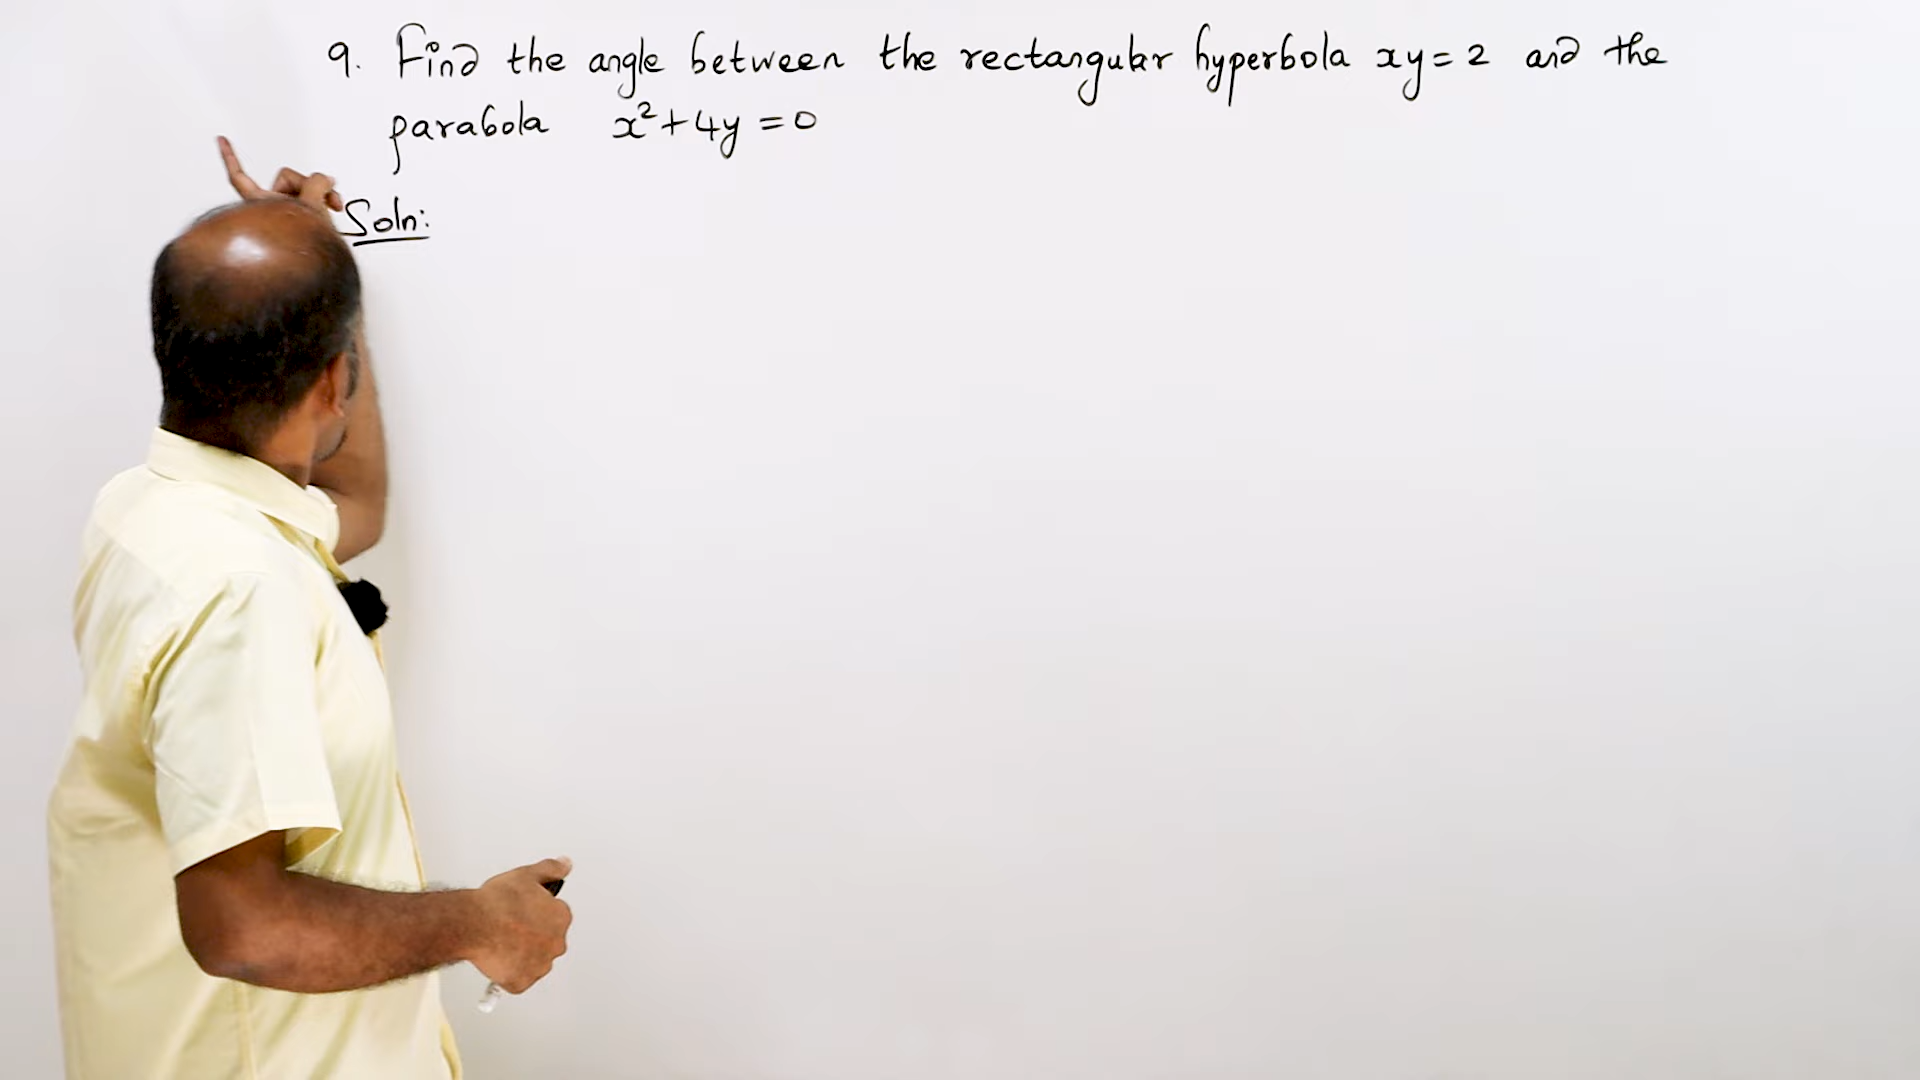 9. Find the angle between the rectangular hyperbola xy = 2 and the
parabola x² + 4y = 0
Soln: